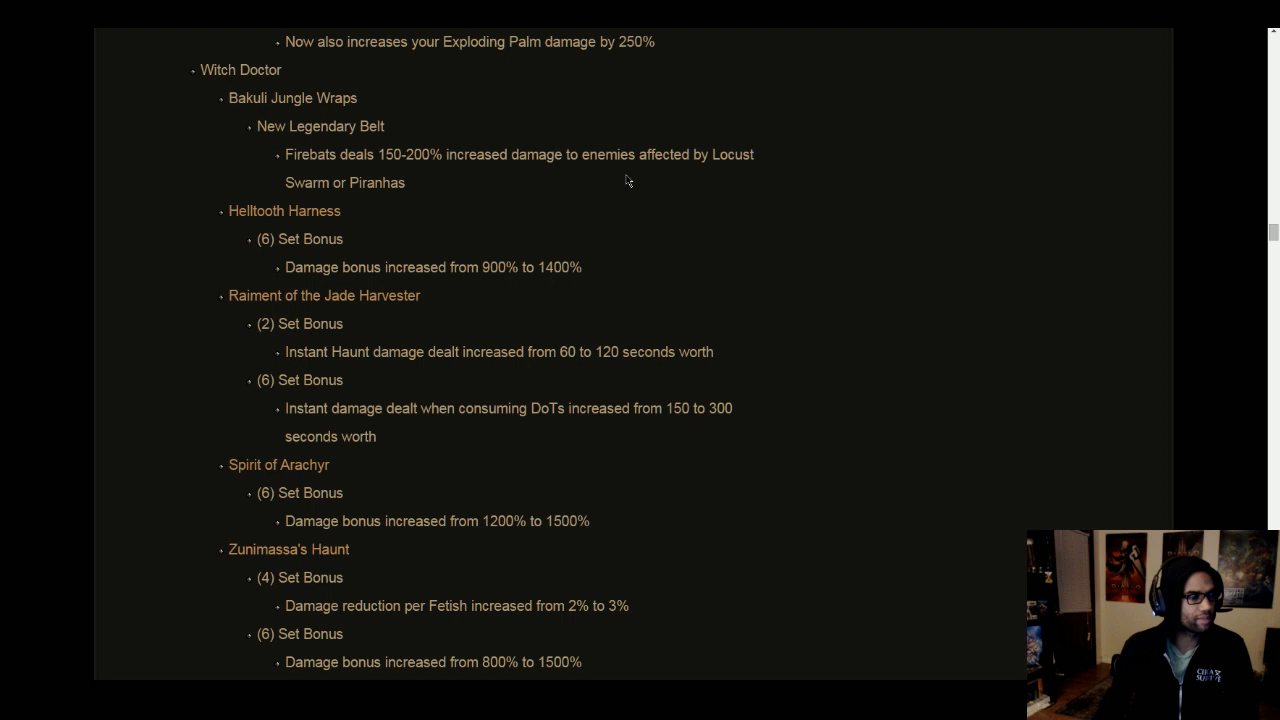 Now also increases your Exploding Palm damage by 250%
Witch Doctor
Bakuli Jungle Wraps
New Legendary Belt
Firebats deals 150-200% increased damage to enemies affected by Locust
Swarm or Piranhas
Helltooth Harness
(6) Set Bonus
Damage bonus increased from 900% to 1400%
Raiment of the Jade Harvester
(2) Set Bonus
Instant Haunt damage dealt increased from 60 to 120 seconds worth
(6) Set Bonus
Instant damage dealt when consuming DoTs increased from 150 to 300
seconds worth
Spirit of Arachyr
(6) Set Bonus
Damage bonus increased from 1200% to 1500%
Zunimassa's Haunt
(4) Set Bonus
Damage reduction per Fetish increased from 2% to 3%
(6) Set Bonus
Damage bonus increased from 800% to 1500%